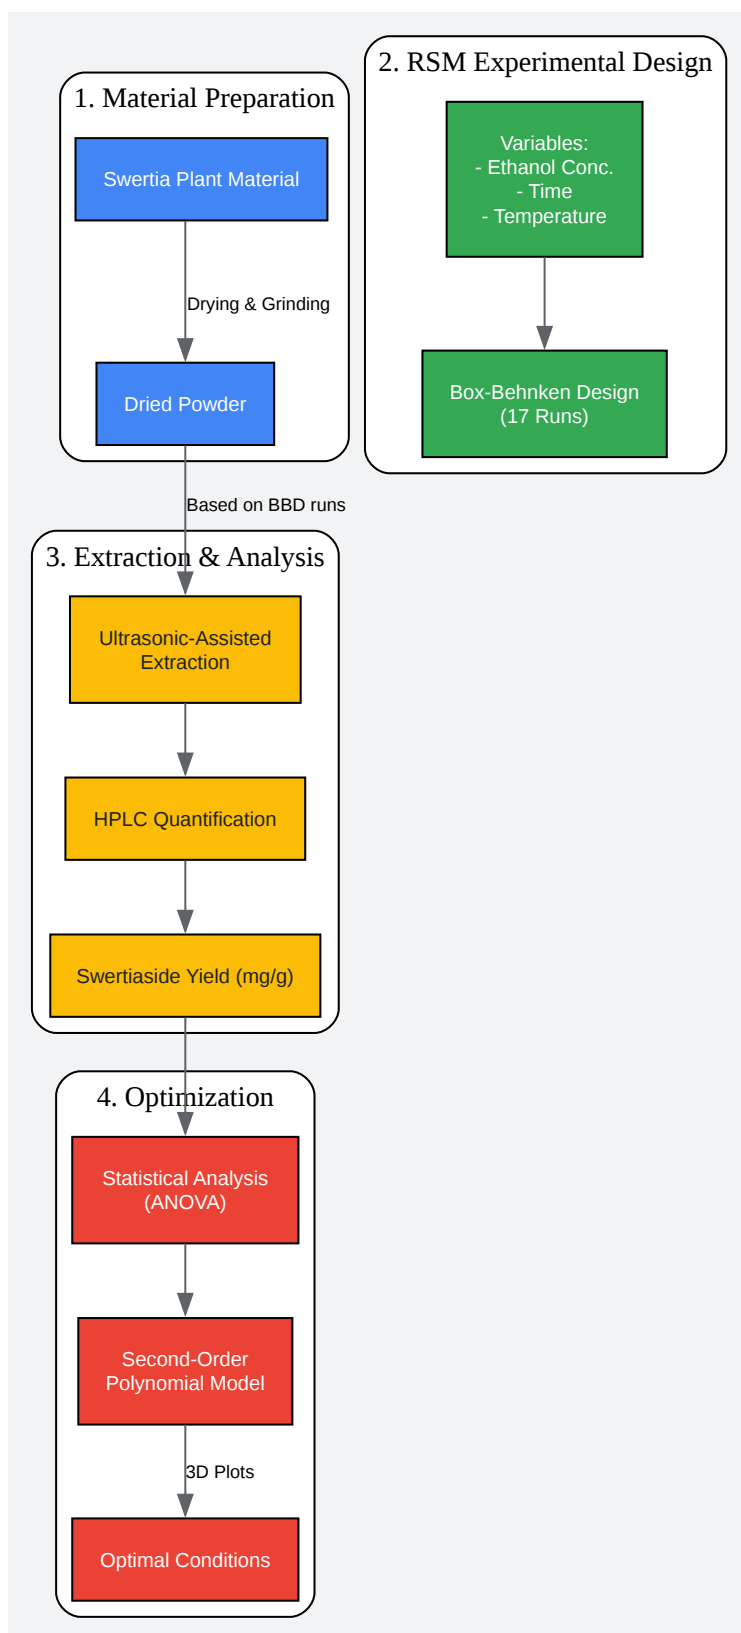 1. Material Preparation
Swertia Plant Material
Drying & Grinding
Dried Powder
2. RSM Experimental Design
Variables:
- Ethanol Conc.
- Time
- Temperature
Box-Behnken Design
(17 Runs)
Based on BBD runs
3. Extraction & Analysis
Ultrasonic-Assisted
Extraction
HPLC Quantification
Swertiaside Yield (mg/g)
4. Optimization
Statistical Analysis
(ANOVA)
Second-Order
Polynomial Model
3D Plots
Optimal Conditions